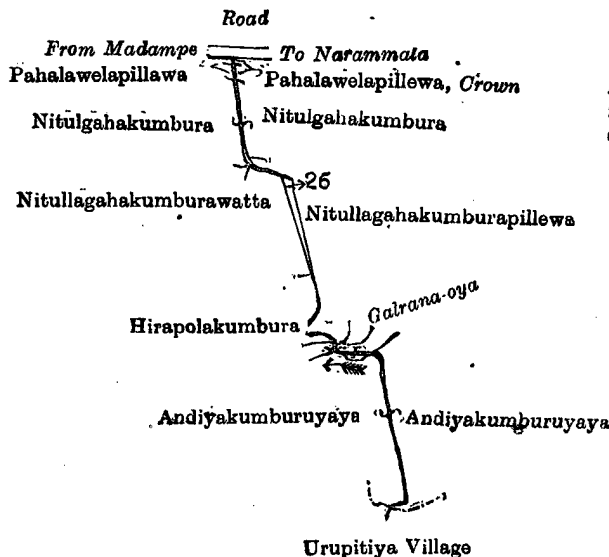 Road
From Madampe To Narammala
Pahalawelapillawa Pahalawelapillewa, Crown
Nitulgahakumbura Nitulgahakumbura
26
Nitullagahakumburawatta Nitullagahakumburapillewa
Galrana-oya
Hirapolakumbura
Andiyakumburuyaya Andiyakumburuyaya
Urupitiya Village